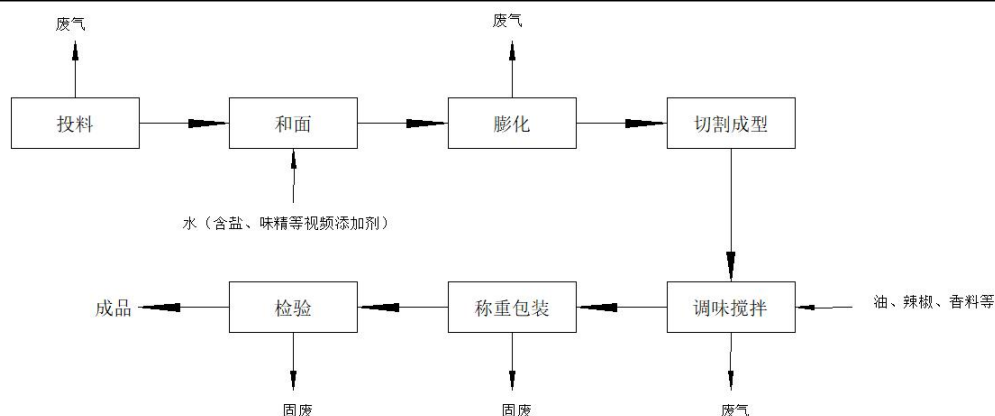 废气
废气
投料
和面
膨化
切割成型
水（含盐、味精等视频添加剂）
成品
检验
称重包装
调味搅拌
油、辣椒、香料等
固废
固废
废气